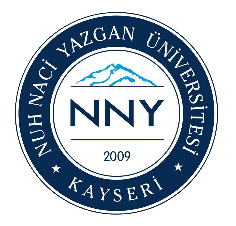 NUH NACİ YAZGAN ÜNİVERSİTESİ
NNY
2009
KAYSERİ